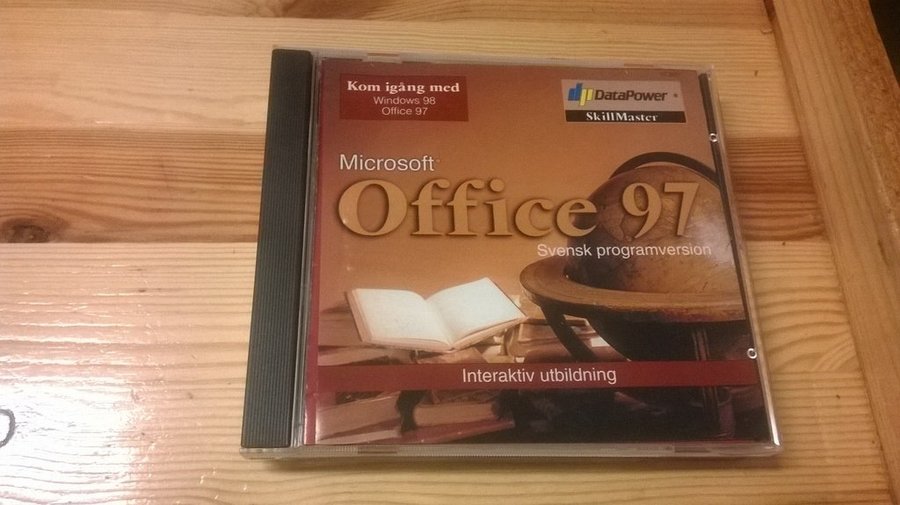 Kom igång med
Windows 98
Office 97
DataPower
SkillMaster
Microsoft
Office 97
Svensk programversion
Interaktiv utbildning